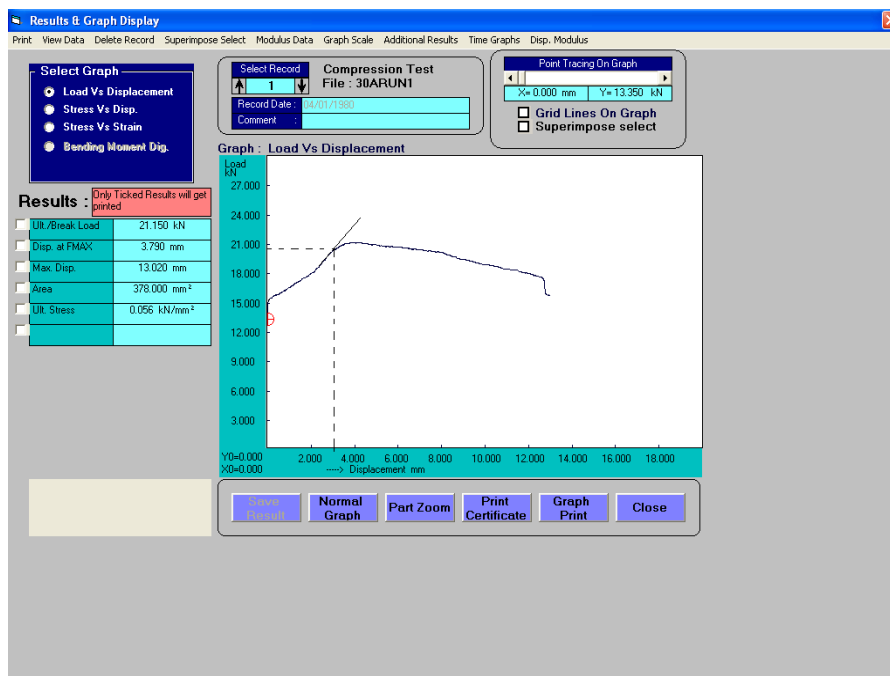 Results & Graph Display
Print View Data Delete Record Superimpose Select Modulus Data Graph Scale Additional Results Time Graphs Disp. Modulus
Select Graph
Load Vs Displacement
Stress Vs Disp.
Stress Vs Strain
Bending Moment Dig.
Select Record
1
Compression Test
File : 30ARUN1
Record Date : 04/01/1980
Comment :
Point Tracing On Graph
X= 0.000 mm Y= 13.350 kN
Grid Lines On Graph
Superimpose select
Results :
Only Ticked Results will get
printed
Ult./Break Load 21.150 kN
Disp. at FMAX 3.790 mm
Max. Disp. 13.020 mm
Area 378.000 mm²
Ult. Stress 0.056 kN/mm²
Graph : Load Vs Displacement
Load
kN
27.000
24.000
21.000
18.000
15.000
12.000
9.000
6.000
3.000
Y0=0.000
X0=0.000
2.000 4.000 6.000 8.000 10.000 12.000 14.000 16.000 18.000
----> Displacement mm
Save
Result
Normal
Graph
Part Zoom
Print
Certificate
Graph
Print
Close